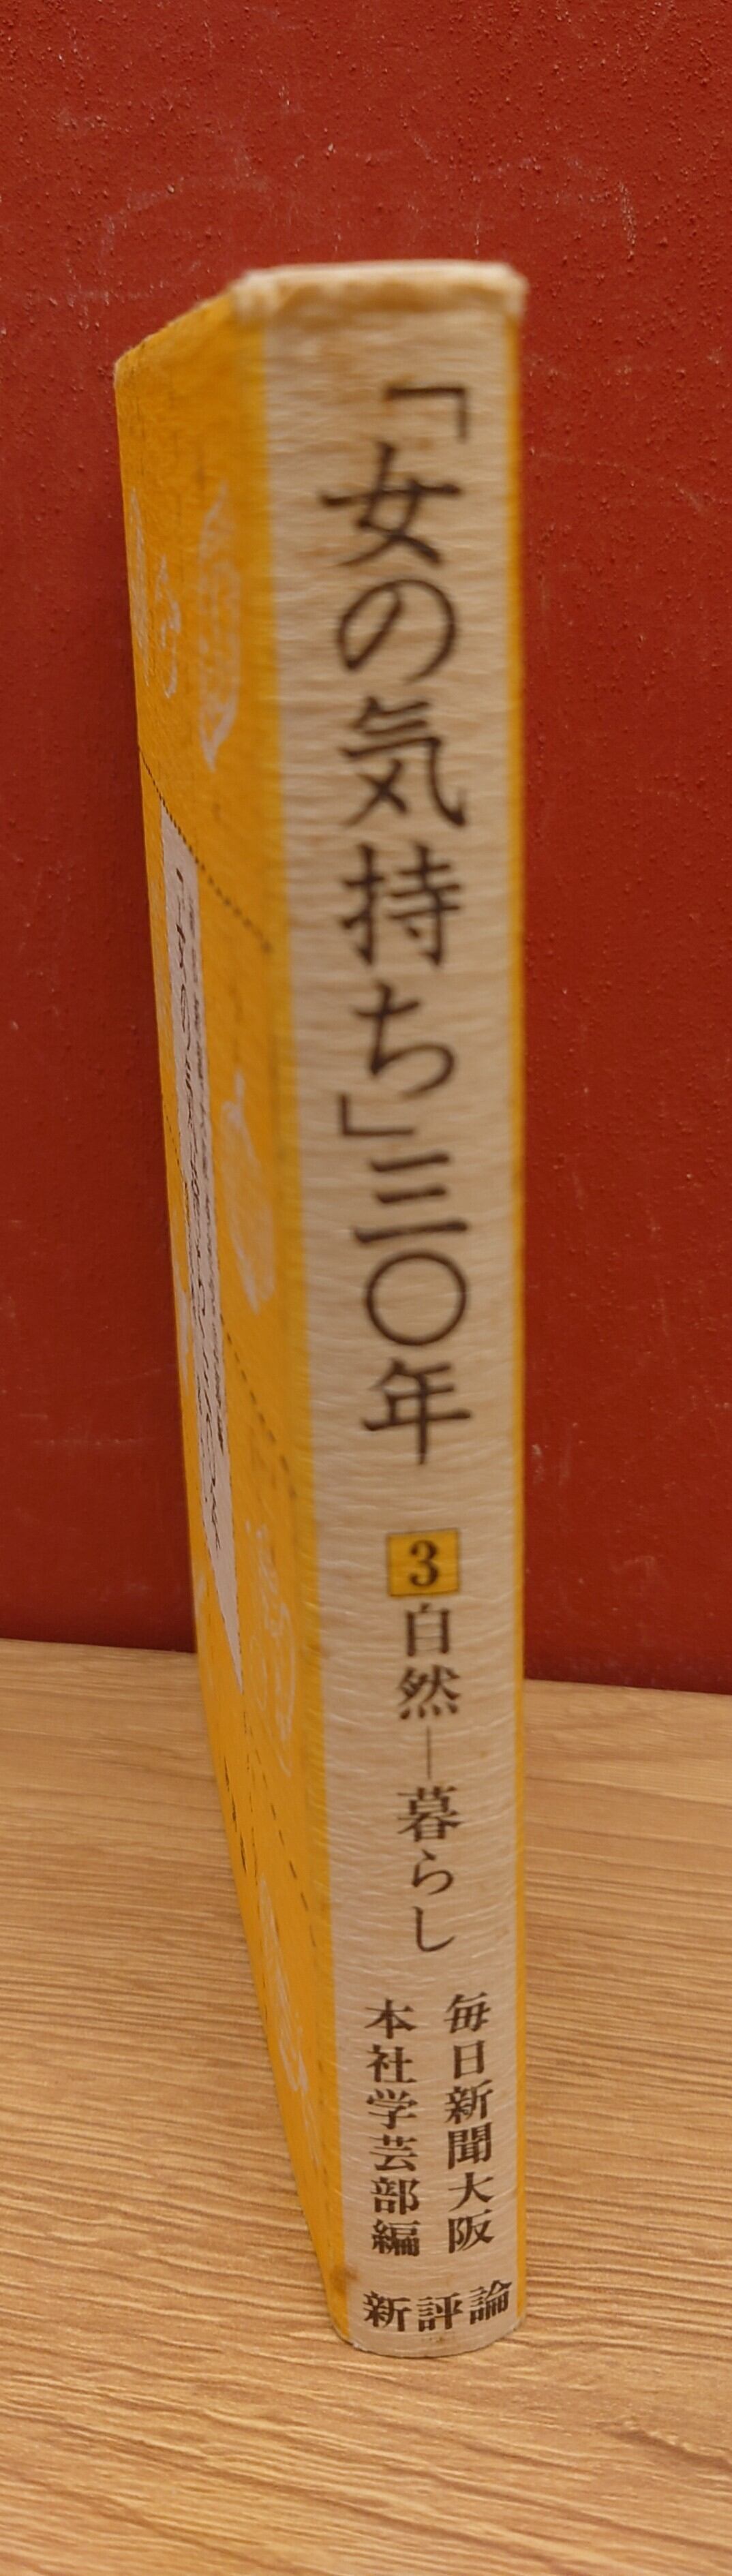 「女の気持ち」三〇年
3
自然―暮らし
毎日新聞大阪
本社学芸部編
新評論